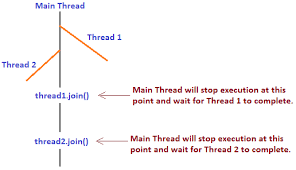 Main Thread
Thread 1
Thread 2
thread1.join()
Main Thread will stop execution at this
point and wait for Thread 1 to complete.
thread2.join()
Main Thread will stop execution at this
point and wait for Thread 2 to complete.